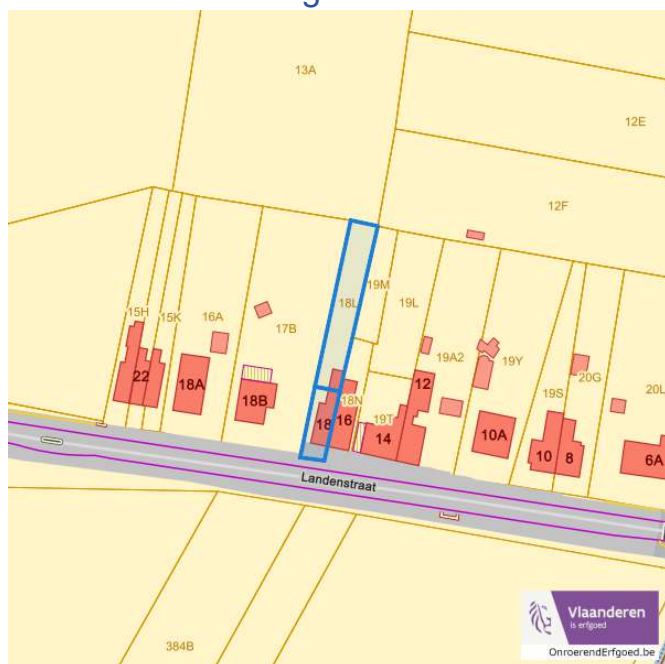 g
13A
12E
12F
15H
15K
16A
17B
18L
19M
19L
19A2
19Y
19S
20G
20L
22
18A
18B
18
16
18N
19T
14
12
10A
10
8
6A
Landenstraat
384B
Vlaanderen
is erfgoed
OnroerendErfgoed.be